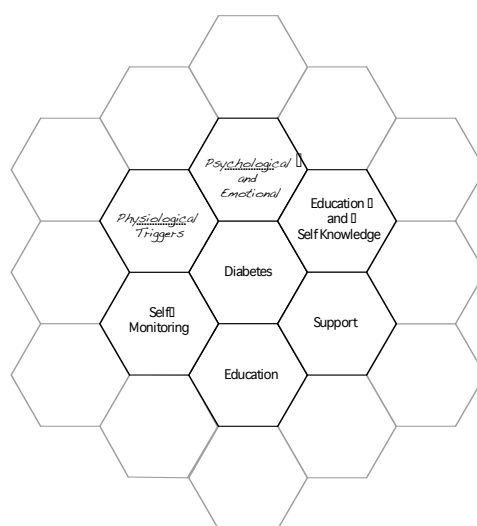 Psychological
and
Emotional
Physiological
Triggers
Education
and
Self Knowledge
Diabetes
Self
Monitoring
Support
Education